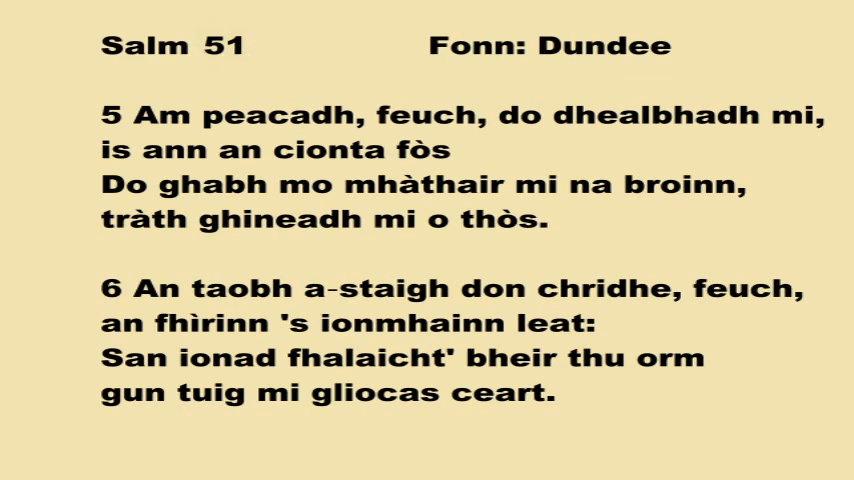 Salm 51 Fonn: Dundee
5 Am peacadh, feuch, do dhealbhadh mi,
is ann an cionta fòs
Do ghabh mo mhàthair mi na broinn,
tràth ghineadh mi o thòs.
6 An taobh a-staigh don chridhe, feuch,
an fhìrinn 's ionmhainn leat:
San ionad fhalaicht' bheir thu orm
gun tuig mi gliocas ceart.